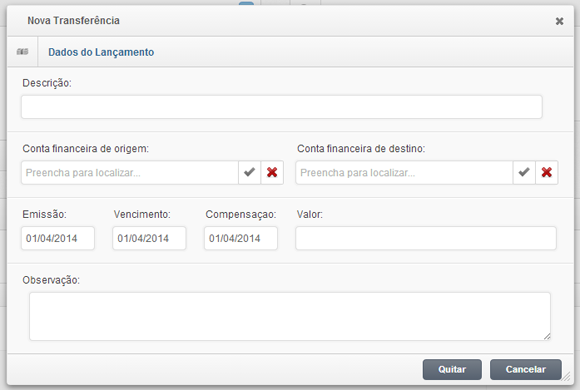 Nova Transferência
Dados do Lançamento
Descrição:
Conta financeira de origem: Conta financeira de destino:
Preencha para localizar... Preencha para localizar...
Emissão: Vencimento: Compensaçao: Valor:
01/04/2014 01/04/2014 01/04/2014
Observação:
Quitar Cancelar